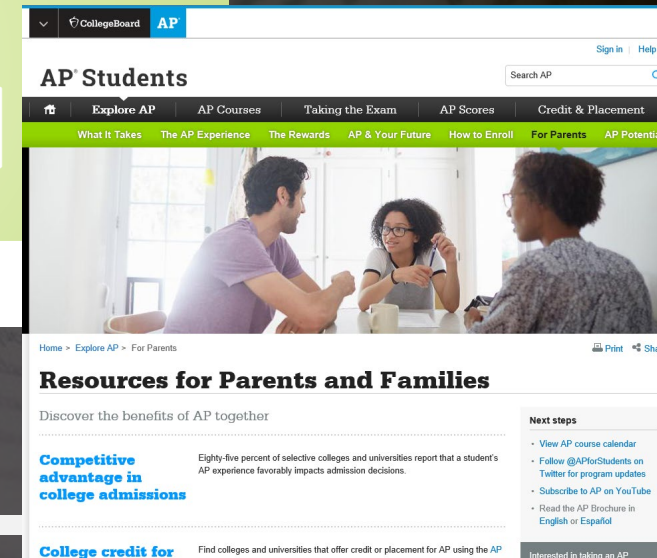 CollegeBoard AP®
Sign in | Help
AP® Students
Search AP
Explore AP AP Courses Taking the Exam AP Scores Credit & Placement
What It Takes The AP Experience The Rewards AP & Your Future How to Enroll For Parents AP Potentia
Home > Explore AP > For Parents
Print Sha
Resources for Parents and Families
Discover the benefits of AP together
Competitive
advantage in
college admissions
Eighty-five percent of selective colleges and universities report that a student's
AP experience favorably impacts admission decisions.
College credit for
Find colleges and universities that offer credit or placement for AP using the AP
Next steps
• View AP course calendar
• Follow @APforStudents on
Twitter for program updates
• Subscribe to AP on YouTube
• Read the AP Brochure in
English or Español
Interested in taking an AP